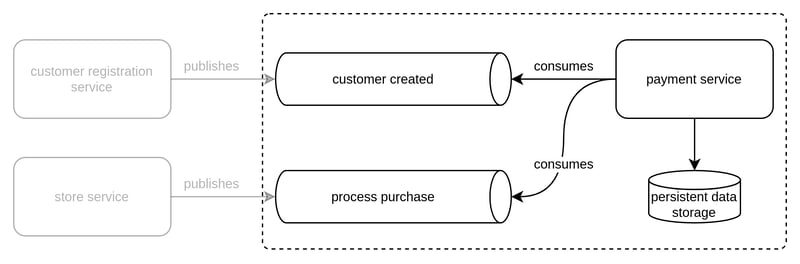 customer registration
service
publishes
customer created
consumes
payment service
store service
publishes
process purchase
consumes
persistent data
storage